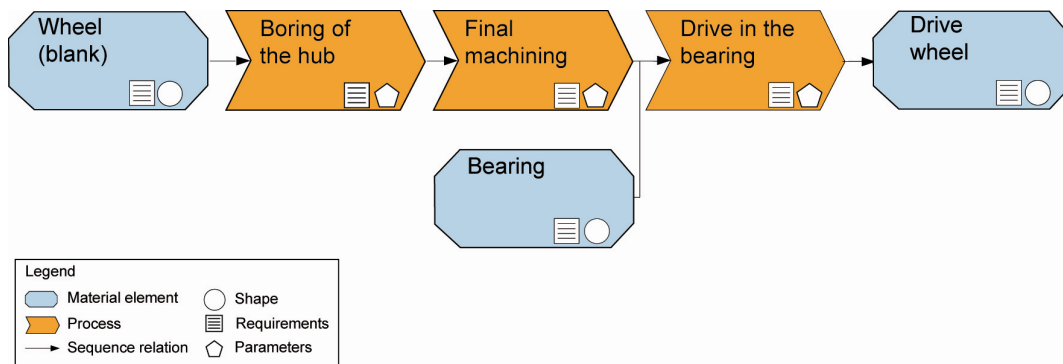 Wheel
(blank)
Boring of
the hub
Final
machining
Drive in the
bearing
Drive
wheel
Bearing
Legend
Material element
Shape
Process
Requirements
Sequence relation
Parameters